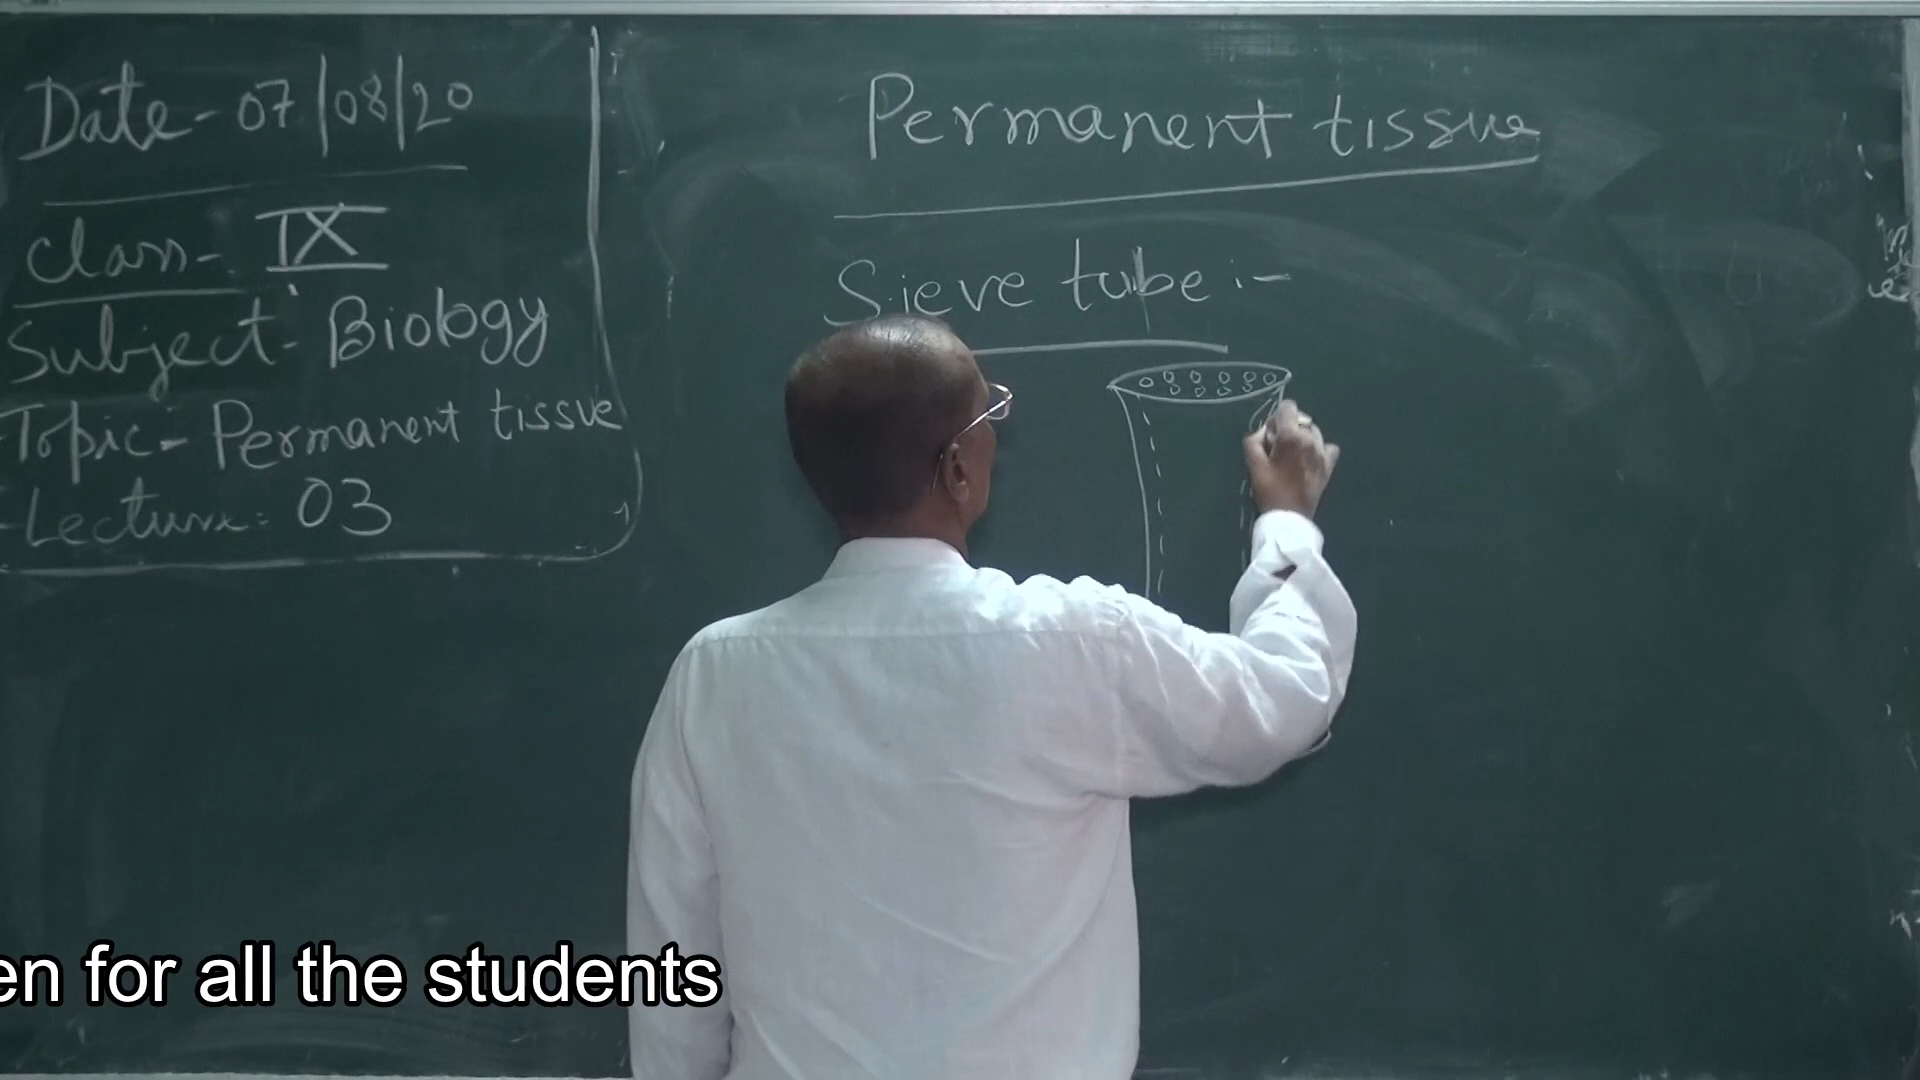 Date- 07/08/20
Class- IX
Subject- Biology
Topic- Permanent tissue
Lecture: 03
Permanent tissue
Sieve tube :-
for all the students